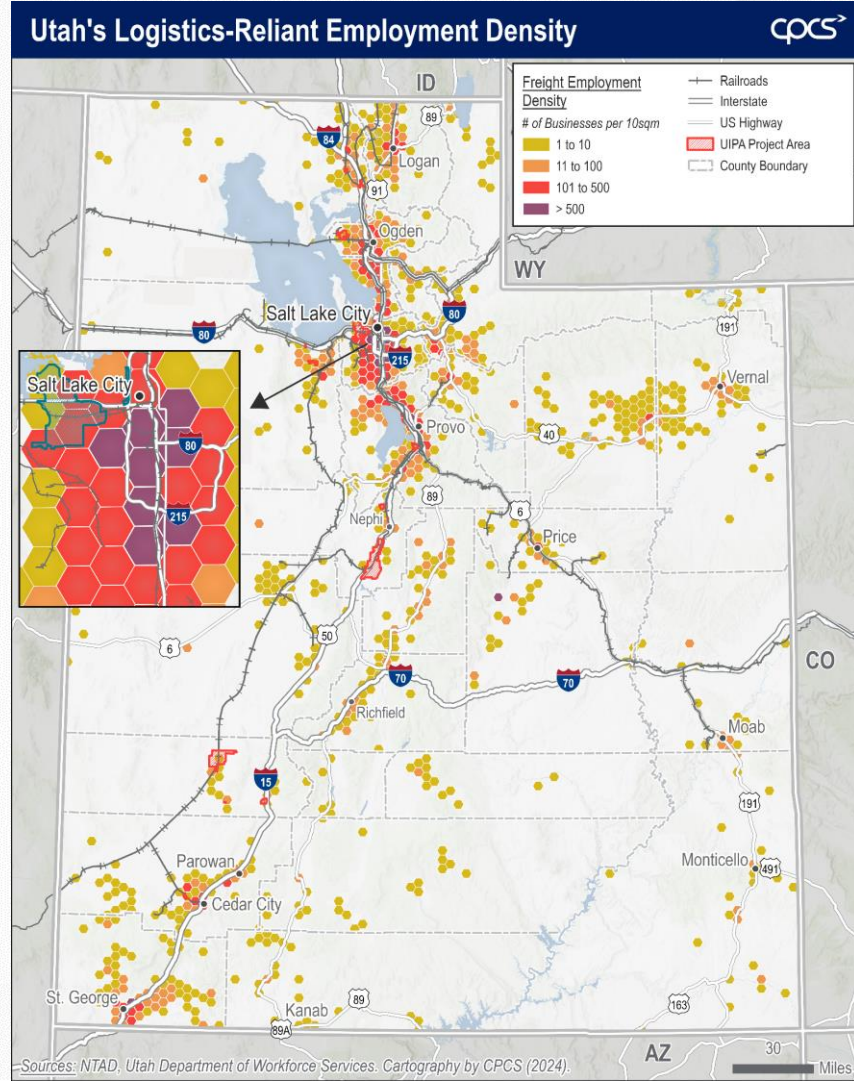 Utah's Logistics-Reliant Employment Density
cpcs
ID
Freight Employment
Density
# of Businesses per 10sqm
1 to 10
11 to 100
101 to 500
> 500
Railroads
Interstate
US Highway
UIPA Project Area
County Boundary
89
84
Logan
91
Ogden
WY
Salt Lake City
80
80
191
215
Vernal
Salt Lake City
80
215
Provo
40
89
6
Nephi
Price
50
6
CO
70
70
Richfield
Moab
15
191
Parowan
Monticello
491
Cedar City
St. George
Kanab
89
163
89A
AZ
30
Miles
Sources: NTAD, Utah Department of Workforce Services. Cartography by CPCS (2024).